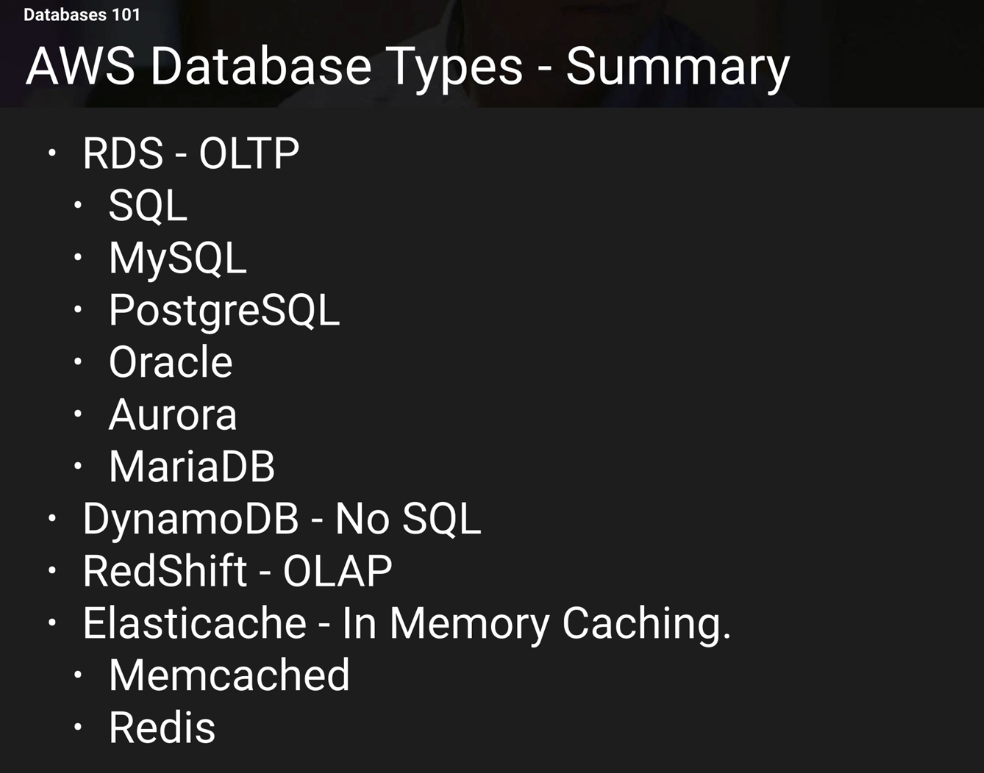 Databases 101
AWS Database Types - Summary
• RDS - OLTP
• SQL
• MySQL
• PostgreSQL
• Oracle
• Aurora
• MariaDB
• DynamoDB - No SQL
• RedShift - OLAP
• Elasticache - In Memory Caching.
• Memcached
• Redis